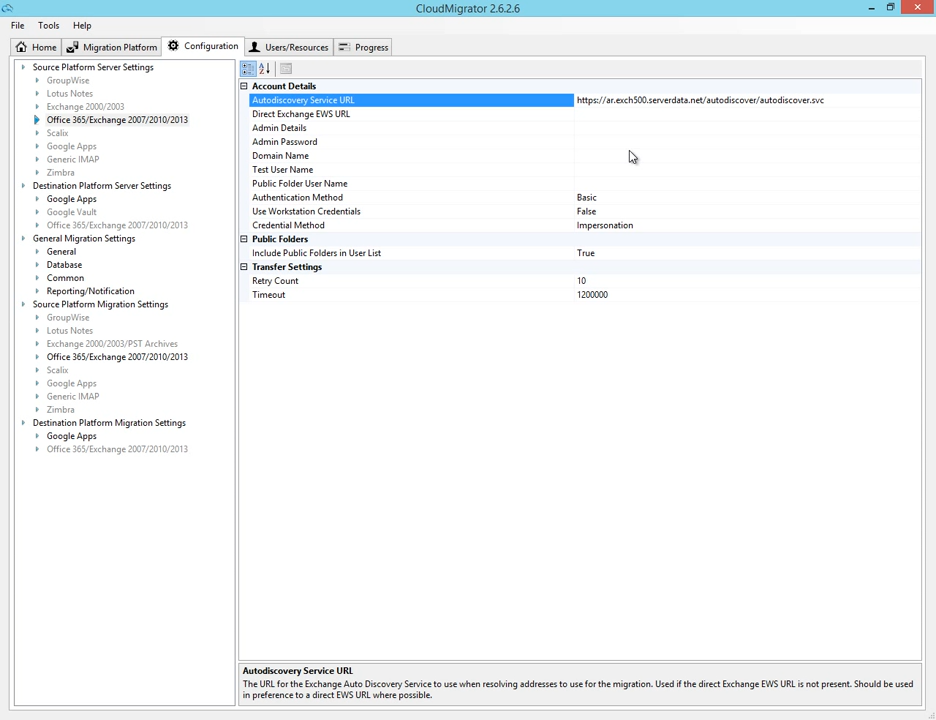 CloudMigrator 2.6.2.6
File Tools Help
Home Migration Platform Configuration Users/Resources Progress
Source Platform Server Settings
GroupWise
Lotus Notes
Exchange 2000/2003
Office 365/Exchange 2007/2010/2013
Scalix
Google Apps
Generic IMAP
Zimbra
Destination Platform Server Settings
Google Apps
Google Vault
Office 365/Exchange 2007/2010/2013
General Migration Settings
General
Database
Common
Reporting/Notification
Source Platform Migration Settings
GroupWise
Lotus Notes
Exchange 2000/2003/PST Archives
Office 365/Exchange 2007/2010/2013
Scalix
Google Apps
Generic IMAP
Zimbra
Destination Platform Migration Settings
Google Apps
Office 365/Exchange 2007/2010/2013
Account Details
Autodiscovery Service URL https://ar.exch500.serverdata.net/autodiscover/autodiscover.svc
Direct Exchange EWS URL
Admin Details
Admin Password
Domain Name
Test User Name
Public Folder User Name
Authentication Method Basic
Use Workstation Credentials False
Credential Method Impersonation
Public Folders
Include Public Folders in User List True
Transfer Settings
Retry Count 10
Timeout 1200000
Autodiscovery Service URL
The URL for the Exchange Auto Discovery Service to use when resolving addresses to use for the migration. Used if the direct Exchange EWS URL is not present. Should be used
in preference to a direct EWS URL where possible.